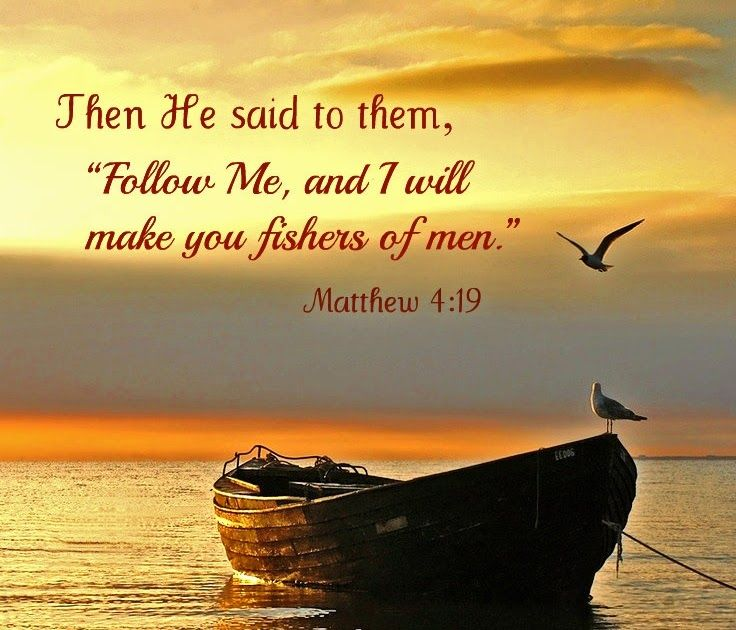 Then He said to them,
“Follow Me, and I will
make you fishers of men.”
Matthew 4:19